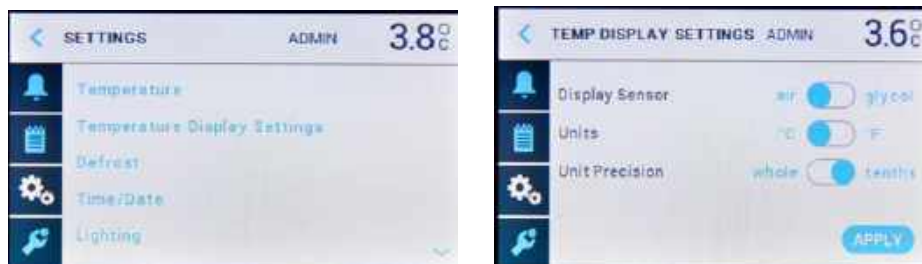 SETTINGS ADMIN 3.8°C
Temperature
Temperature Display Settings
Defrost
Time/Date
Lighting
TEMP DISPLAY SETTINGS ADMIN 3.6°C
Display Sensor air glycol
Units °C °F
Unit Precision whole tenths
APPLY